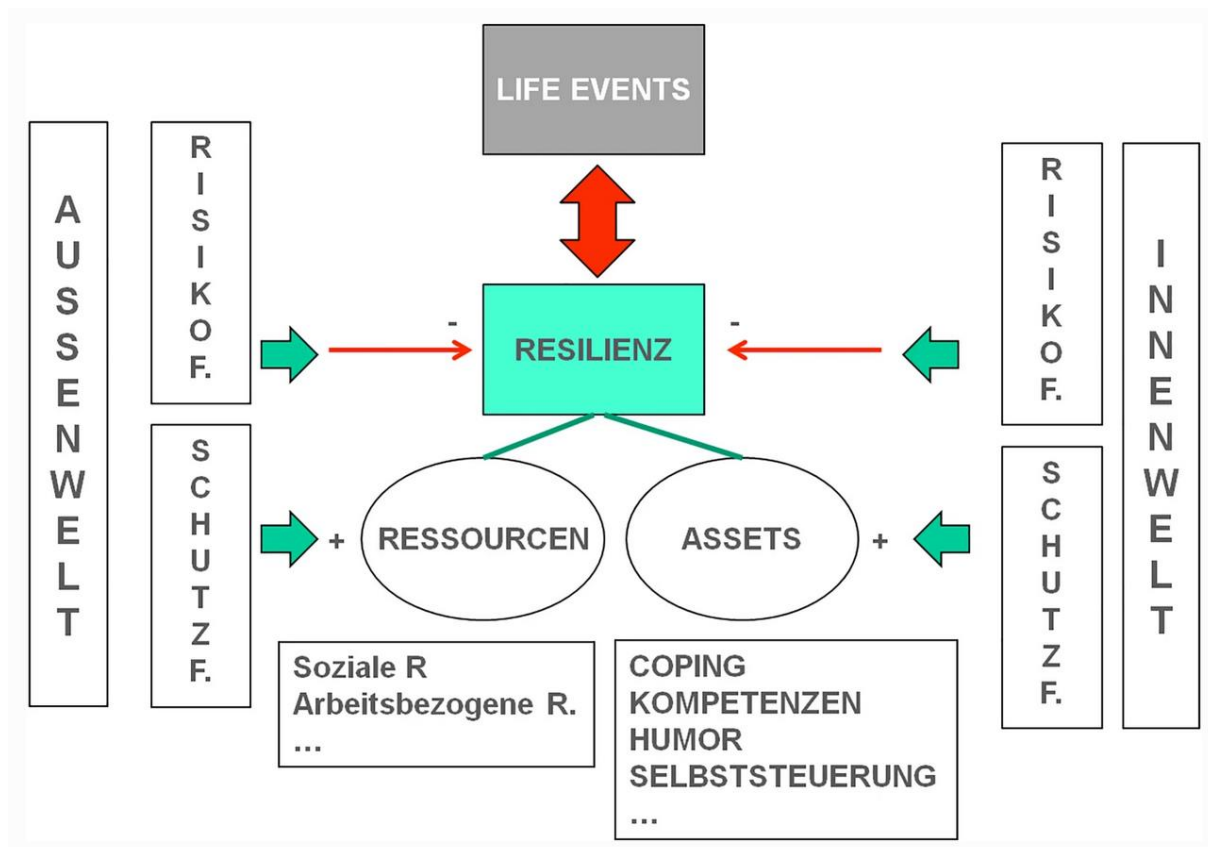 LIFE EVENTS
AUSSENWELT
RISIKOF.
SCHUTZF.
-
RESILIENZ
-
+
RESSOURCEN
ASSETS
+
Soziale R
Arbeitsbezogene R.
...
COPING
KOMPETENZEN
HUMOR
SELBSTSTEUERUNG
...
RISIKOF.
SCHUTZF.
INNENWELT